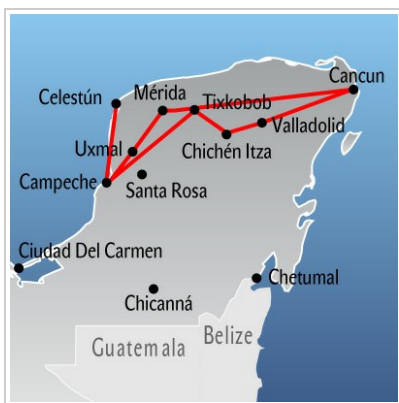 Cancun
Mérida
Celestún
Tixkobob
Valladolid
Uxmal
Chichén Itza
Campeche
Santa Rosa
Ciudad Del Carmen
Chetumal
Chicanná
Belize
Guatemala